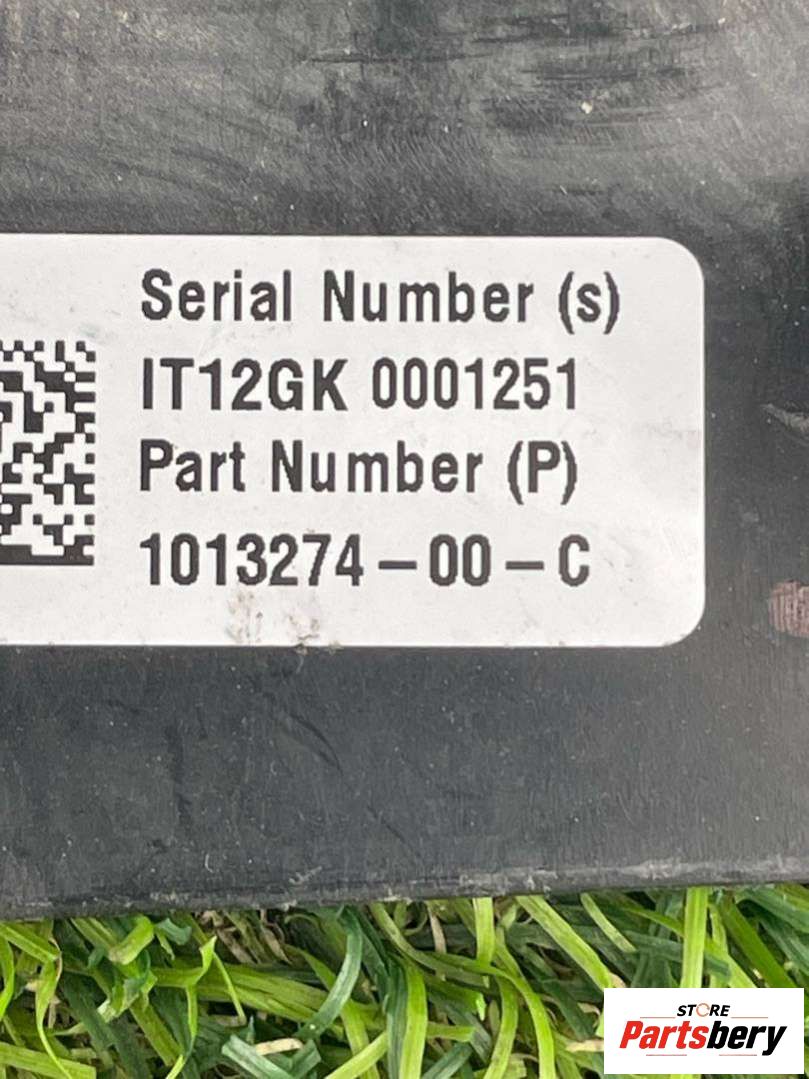 Serial Number (s)
IT12GK 0001251
Part Number (P)
1013274-00-C
STORE
Partsbery